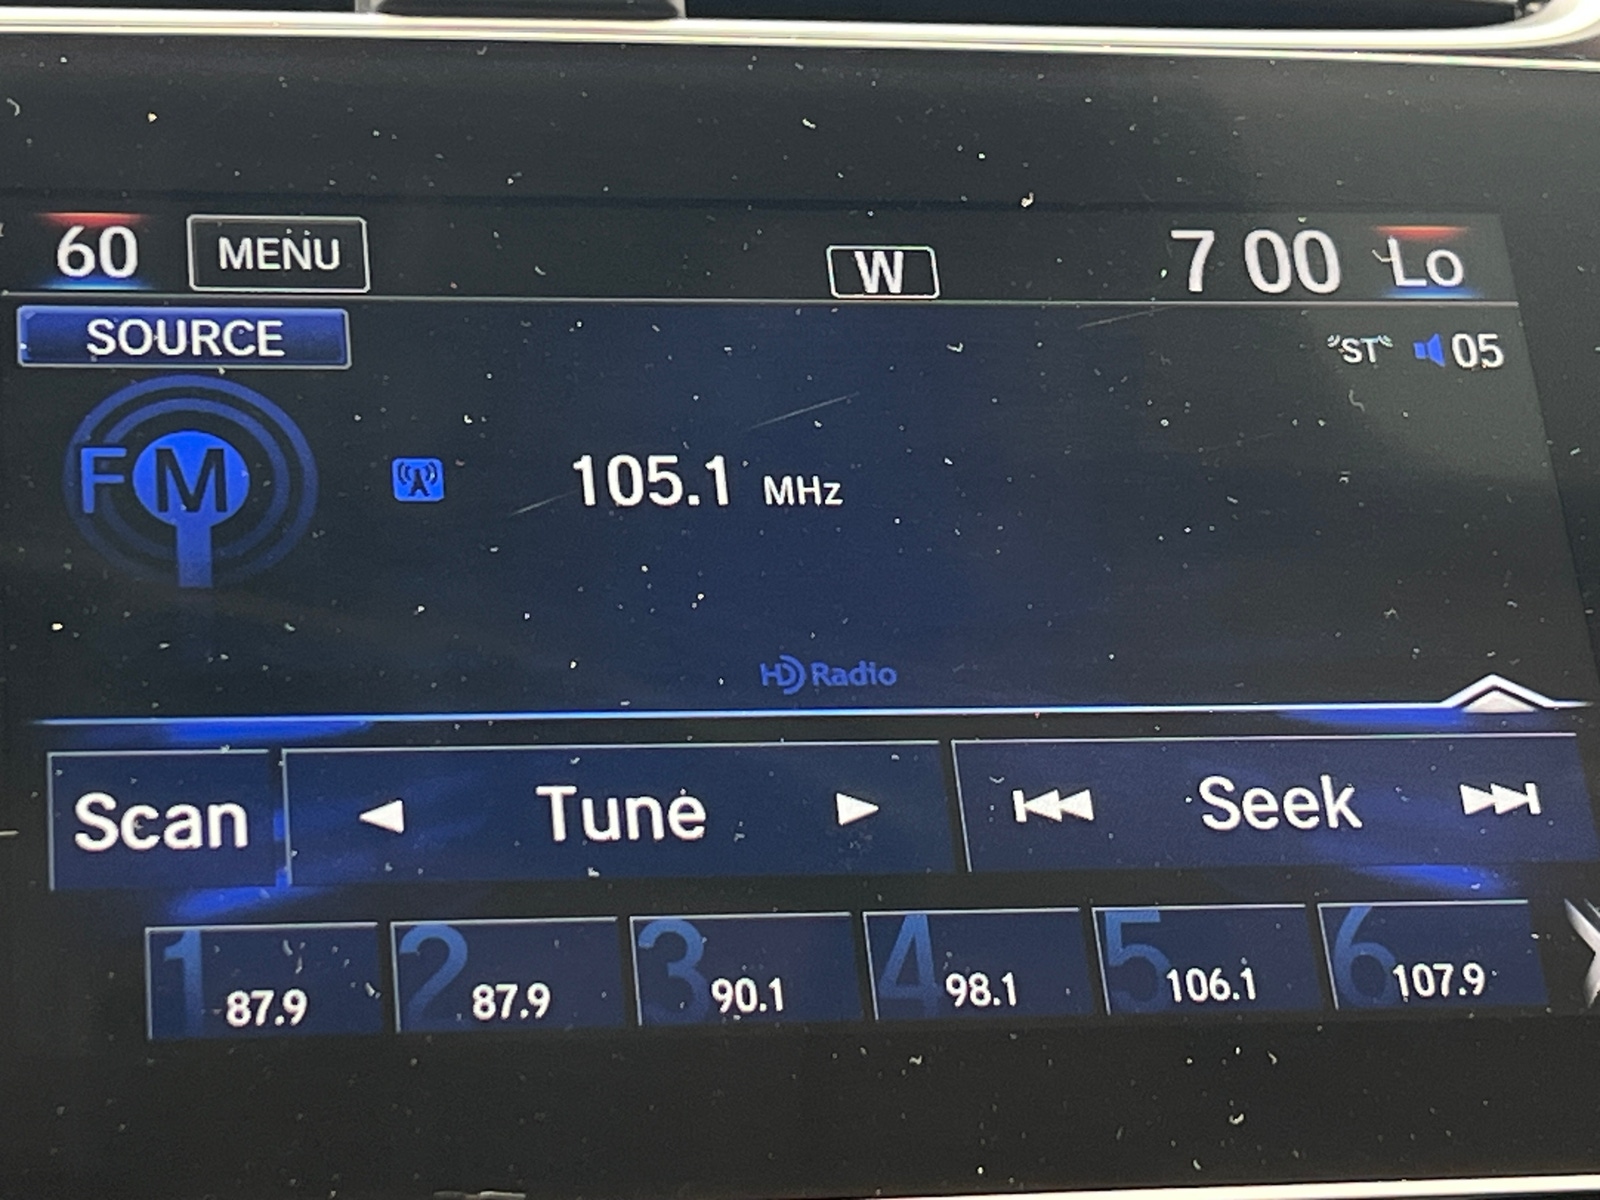 60 MENU W 7 00 Lo
SOURCE "ST" 05
FM 105.1 MHz
HD Radio
Scan Tune Seek
1 87.9 2 87.9 3 90.1 4 98.1 5 106.1 6 107.9